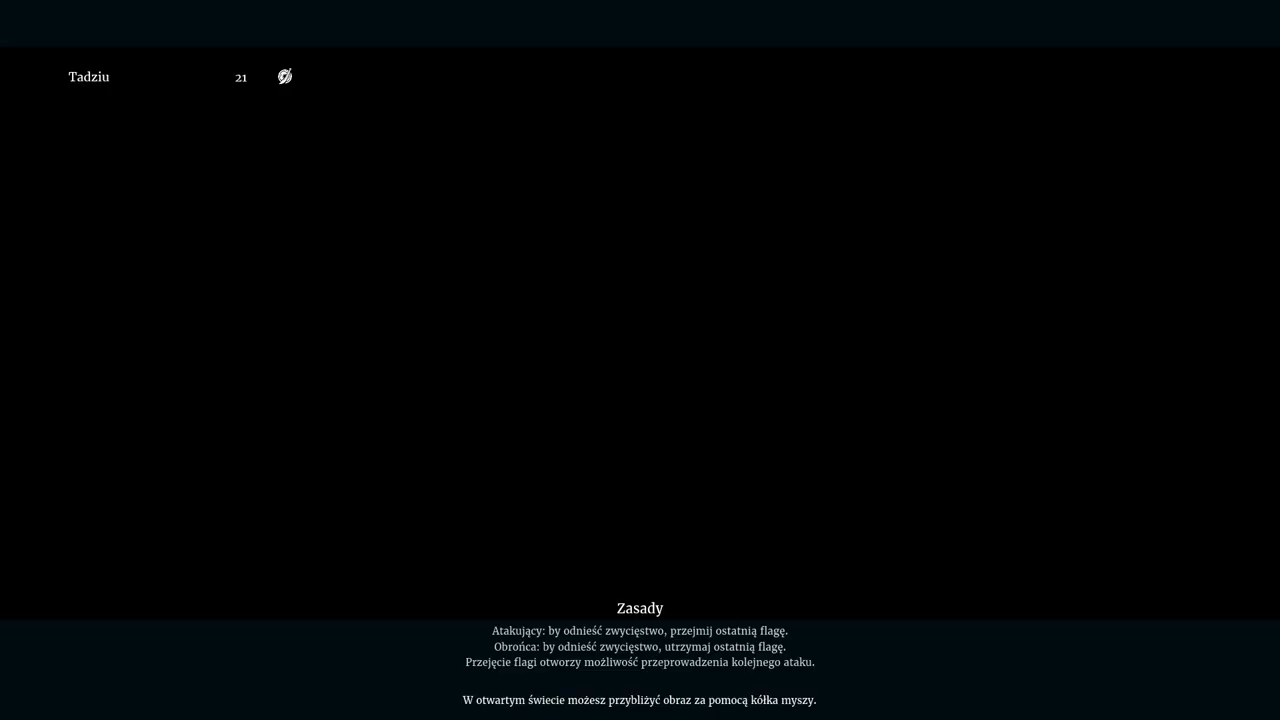 Tadziu 21
Zasady
Atakujący: by odnieść zwycięstwo, przejmij ostatnią flagę.
Obrońca: by odnieść zwycięstwo, utrzymaj ostatnią flagę.
Przejęcie flagi otworzy możliwość przeprowadzenia kolejnego ataku.
W otwartym świecie możesz przybliżyć obraz za pomocą kółka myszy.